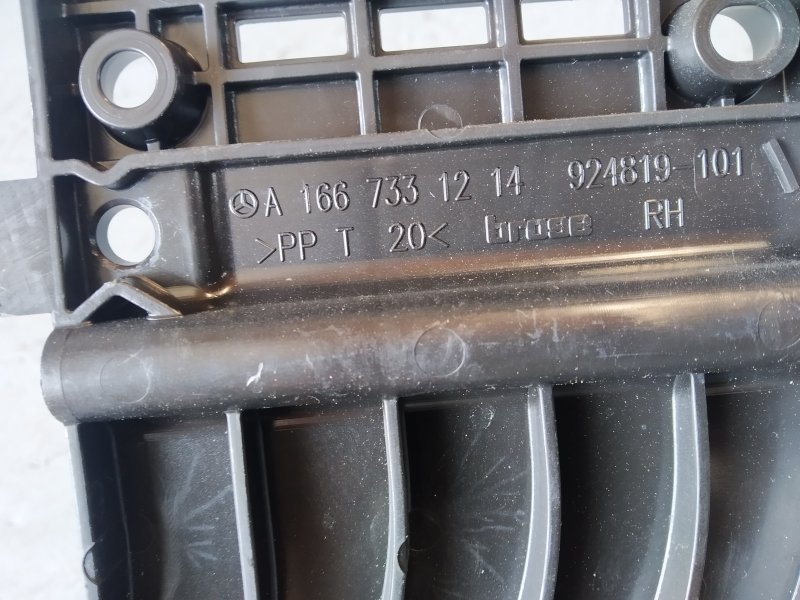 A 166 733 12 14 924819-101
>PP T 20< brose RH